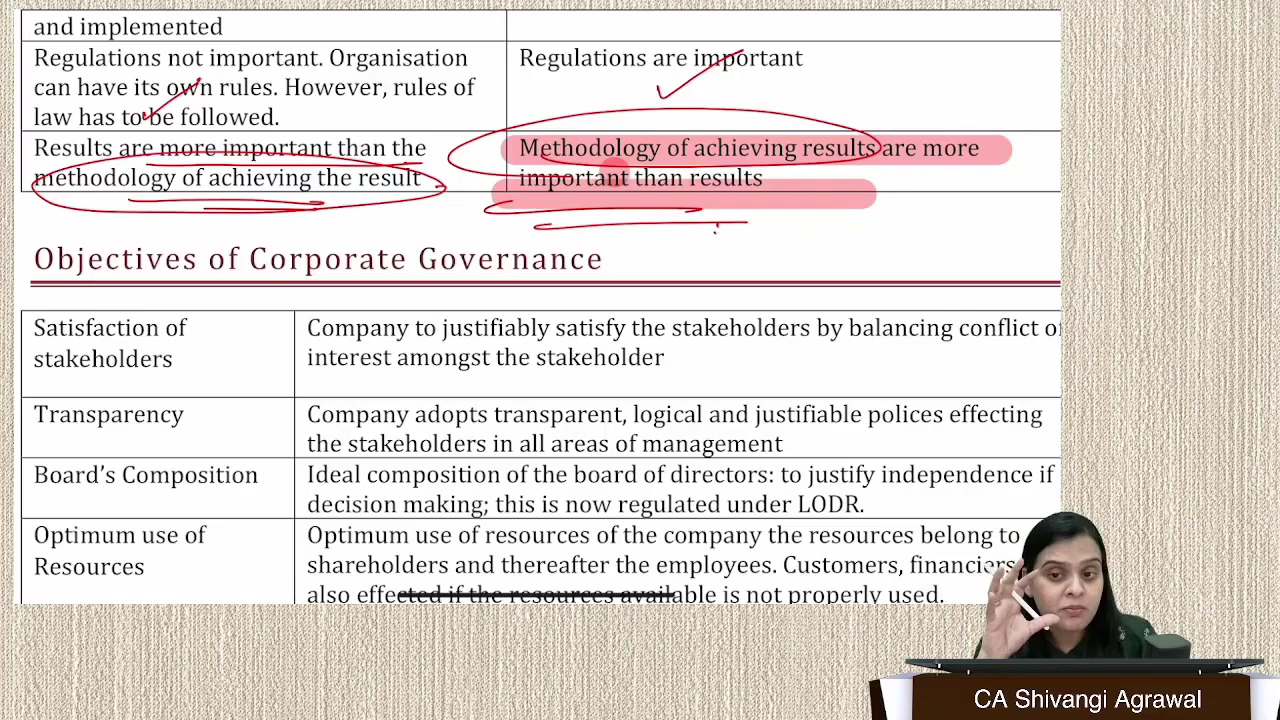 and implemented
Regulations not important. Organisation
can have its own rules. However, rules of
law has to be followed.
Regulations are important
Results are more important than the
methodology of achieving the result
Methodology of achieving results are more
important than results
Objectives of Corporate Governance
Satisfaction of
stakeholders
Company to justifiably satisfy the stakeholders by balancing conflict of
interest amongst the stakeholder
Transparency
Company adopts transparent, logical and justifiable polices effecting
the stakeholders in all areas of management
Board's Composition
Ideal composition of the board of directors: to justify independence if
decision making; this is now regulated under LODR.
Optimum use of
Resources
Optimum use of resources of the company the resources belong to
shareholders and thereafter the employees. Customers, financiers
also effected if the resources available is not properly used.
CA Shivangi Agrawal